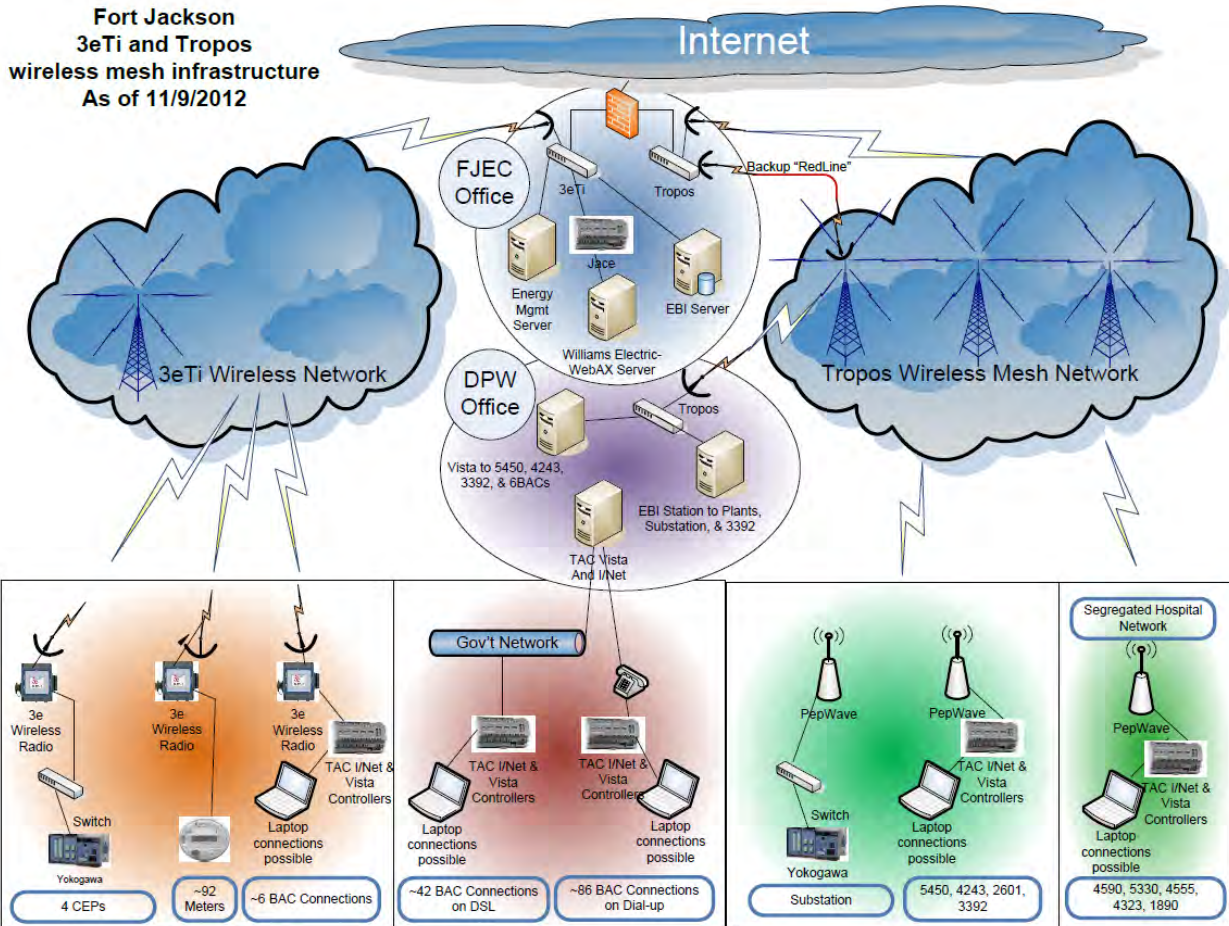 Fort Jackson
3eTi and Tropos
wireless mesh infrastructure
As of 11/9/2012
Internet
FJEC
Office
3eTi
Tropos
Backup “RedLine”
Jace
Energy
Mgmt
Server
EBI Server
Williams Electric-
WebAX Server
3eTi Wireless Network
Tropos Wireless Mesh Network
DPW
Office
Tropos
Vista to 5450, 4243,
3392, & 6BACs
EBI Station to Plants,
Substation, & 3392
TAC Vista
And I/Net
3e
Wireless
Radio
Switch
Yokogawa
4 CEPs
3e
Wireless
Radio
~92
Meters
3e
Wireless
Radio
TAC I/Net &
Vista
Controllers
Laptop
connections
possible
~6 BAC Connections
Gov't Network
TAC I/Net &
Vista
Controllers
Laptop
connections
possible
~42 BAC Connections
on DSL
TAC I/Net &
Vista
Controllers
Laptop
connections
possible
~86 BAC Connections
on Dial-up
PepWave
Switch
Yokogawa
Substation
PepWave
TAC I/Net &
Vista
Controllers
Laptop
connections
possible
5450, 4243, 2601,
3392
Segregated Hospital
Network
PepWave
TAC I/Net &
Vista
Controllers
Laptop
connections
possible
4590, 5330, 4555,
4323, 1890